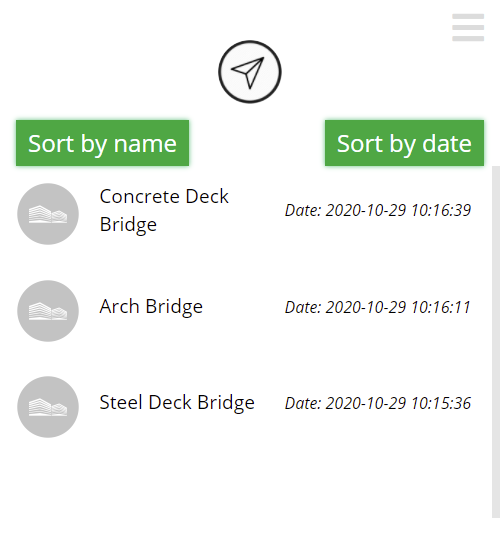 Sort by name
Sort by date
Concrete Deck
Bridge
Date: 2020-10-29 10:16:39
Arch Bridge
Date: 2020-10-29 10:16:11
Steel Deck Bridge
Date: 2020-10-29 10:15:36